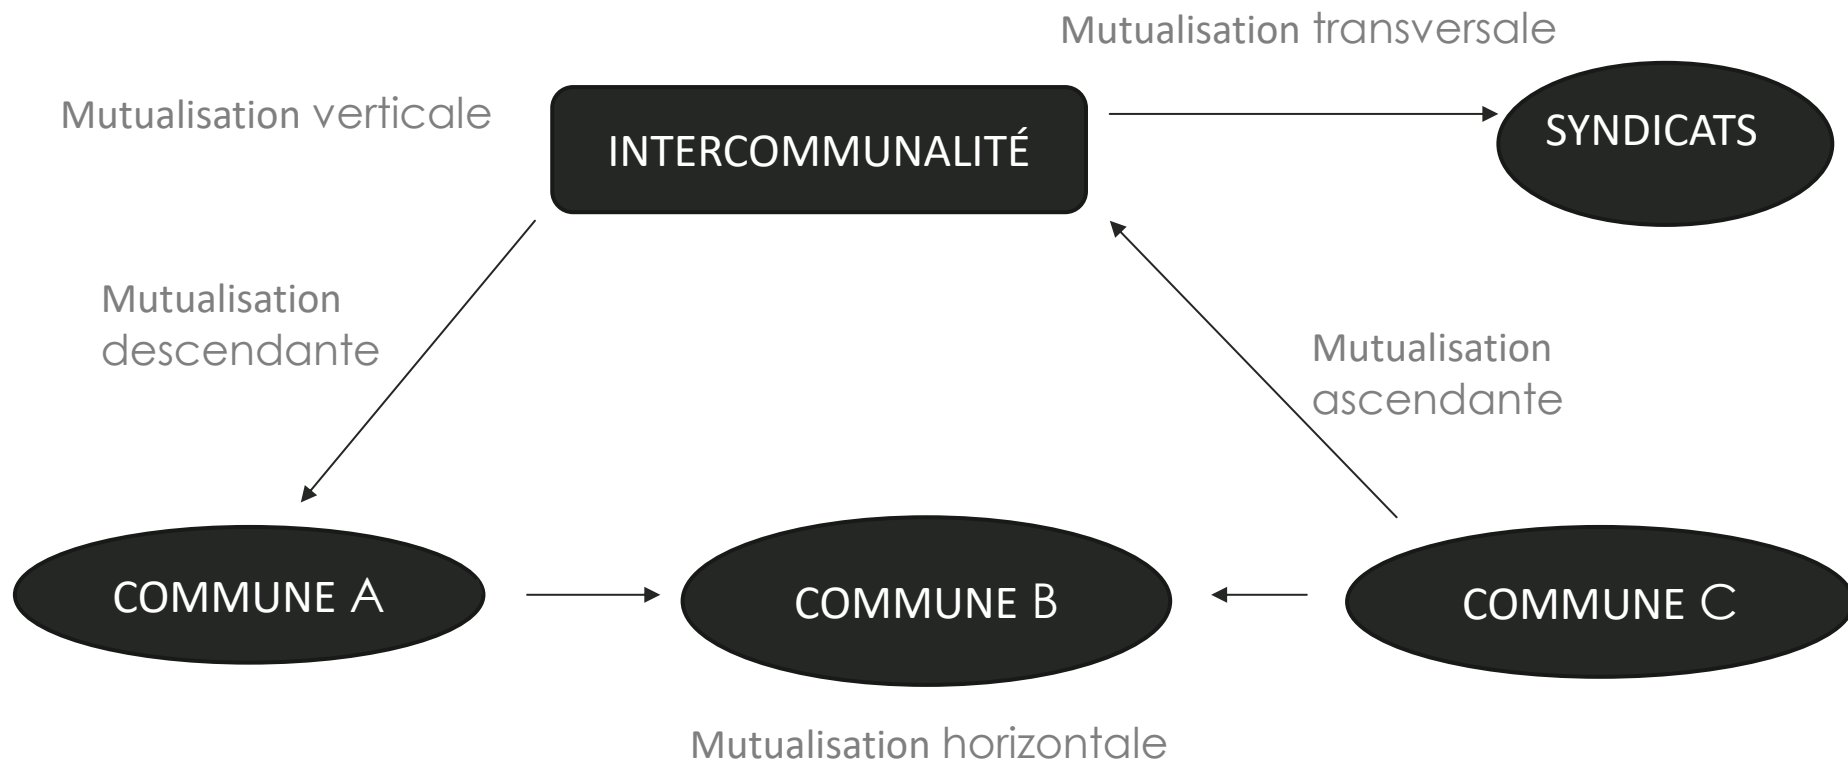 Mutualisation transversale
Mutualisation verticale
INTERCOMMUNALITÉ
SYNDICATS
Mutualisation
descendante
Mutualisation
ascendante
COMMUNE A
COMMUNE B
COMMUNE C
Mutualisation horizontale